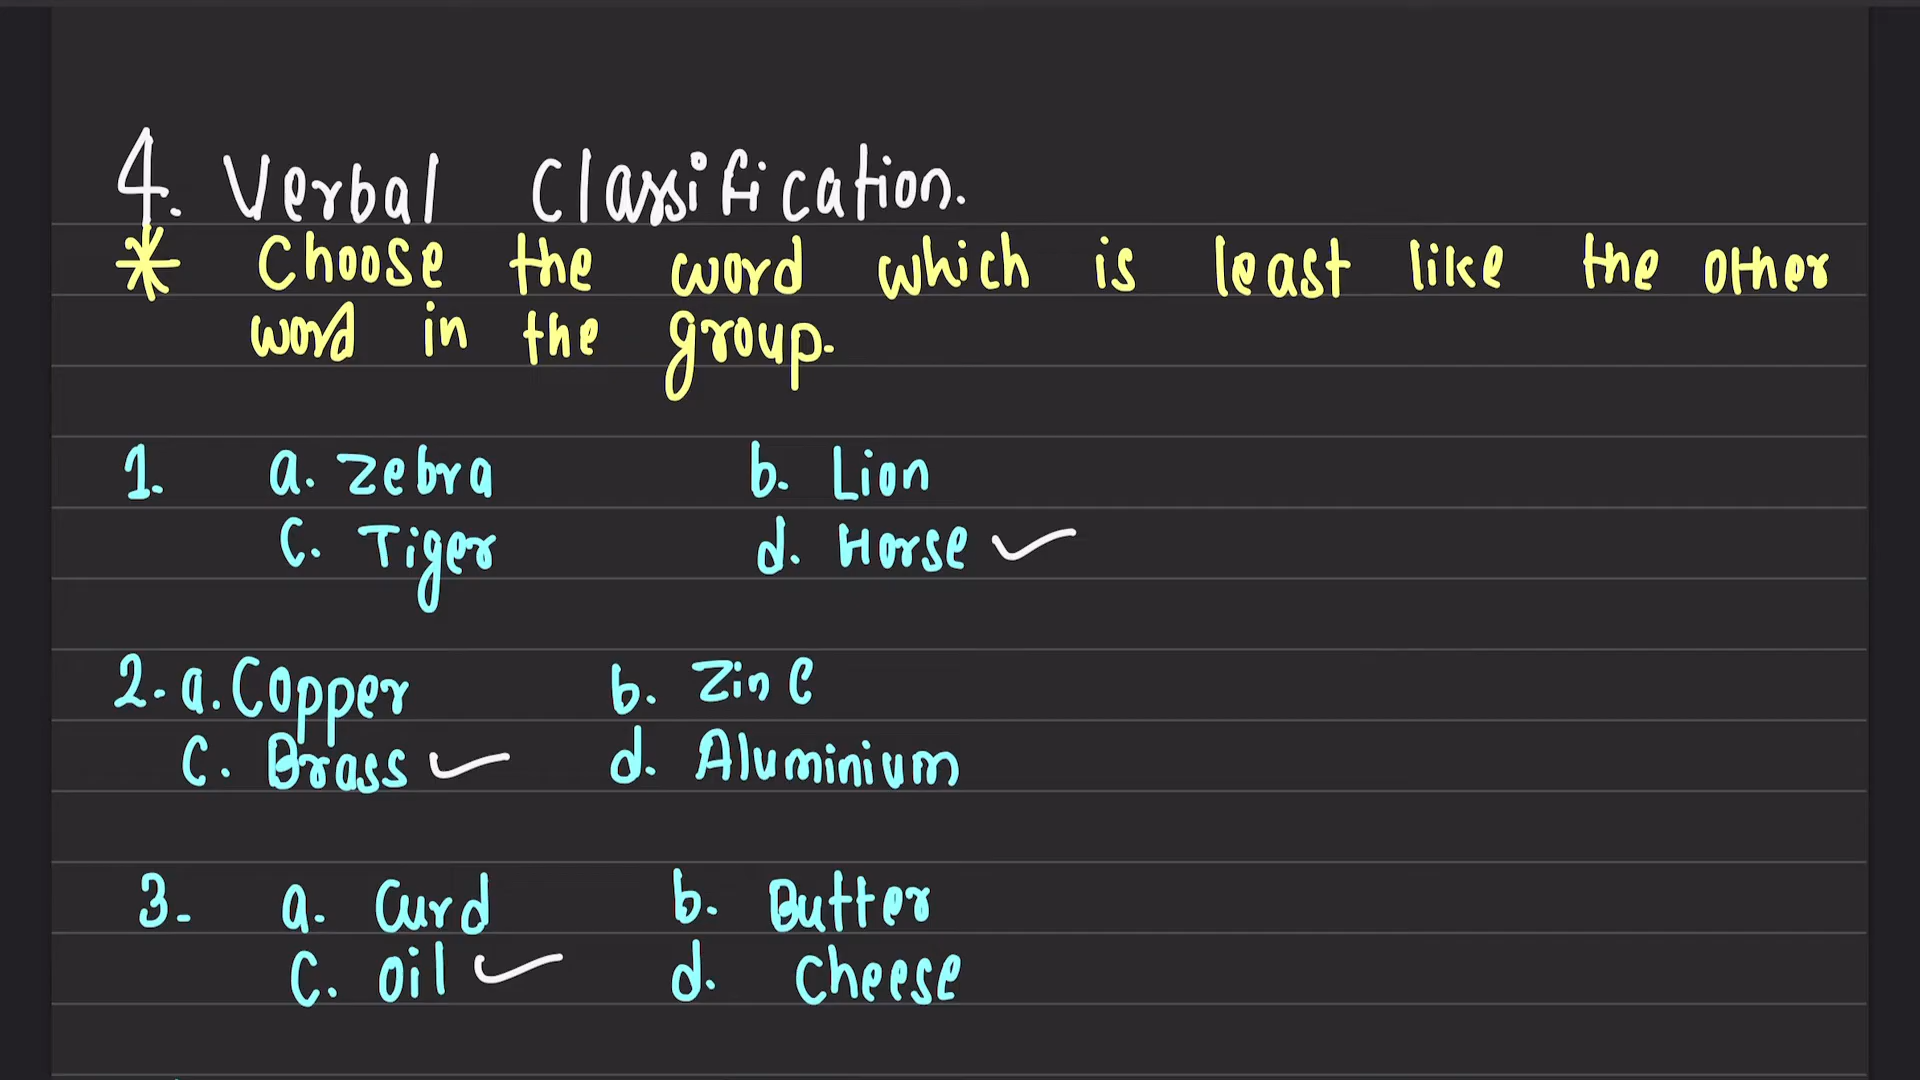 4. Verbal Classification.
* Choose the word which is least like the other
word in the group.
1. a. Zebra b. Lion
c. Tiger d. Horse ✓
2. a. Copper b. Zinc
c. Brass ✓ d. Aluminium
3. a. Curd b. Butter
c. oil ✓ d. Cheese